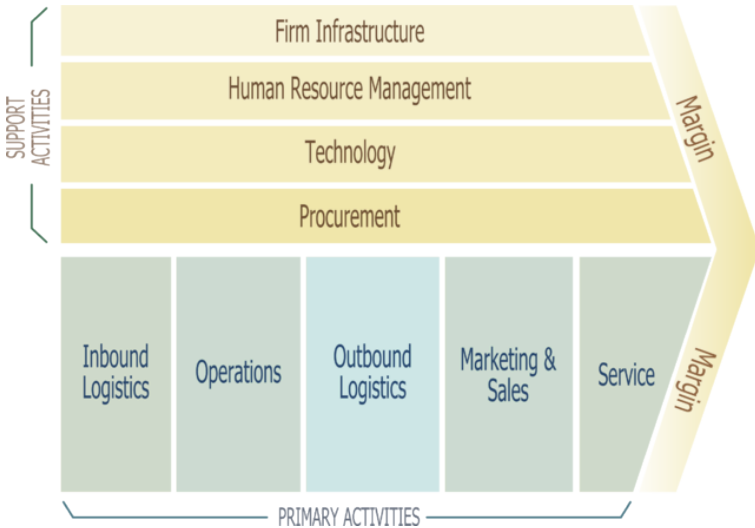 Firm Infrastructure
Human Resource Management
Technology
Procurement
SUPPORT
ACTIVITIES
Margin
Inbound
Logistics
Operations
Outbound
Logistics
Marketing &
Sales
Service
Margin
PRIMARY ACTIVITIES